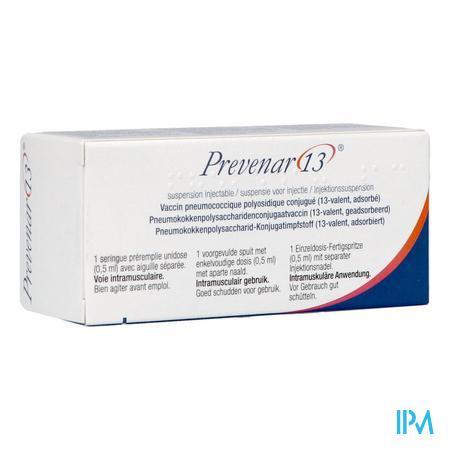 Prevenar 13®
suspension injectable / suspensie voor injectie / Injektionssuspension
Vaccin pneumococcique polyosidique conjugué (13-valent, adsorbé)
Pneumokokkenpolysaccharidenconjugaatvaccin (13-valent, geadsorbeerd)
Pneumokokkenpolysaccharid-Konjugatimpfstoff (13-valent, adsorbiert)
1 seringue préremplie unidose
(0,5 ml) avec aiguille séparée.
Voie intramusculaire.
Bien agiter avant emploi.
1 voorgevulde spuit met
enkelvoudige dosis (0,5 ml)
met aparte naald.
Intramusculair gebruik.
Goed schudden voor gebruik.
1 Einzeldosis-Fertigspritze
(0,5 ml) mit separater
Injektionsnadel.
Intramuskuläre Anwendung.
Vor Gebrauch gut
schütteln.
Prevenar 13®
IPM